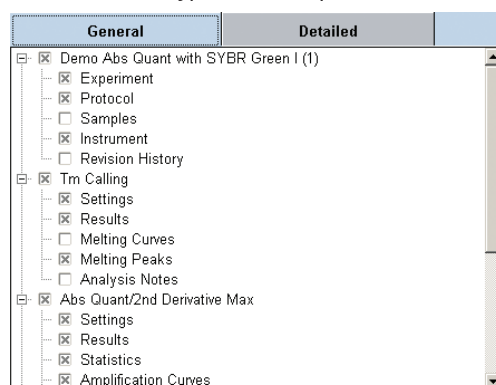 General Detailed
Demo Abs Quant with SYBR Green I (1)
Experiment
Protocol
Samples
Instrument
Revision History
Tm Calling
Settings
Results
Melting Curves
Melting Peaks
Analysis Notes
Abs Quant/2nd Derivative Max
Settings
Results
Statistics
Amplification Curves